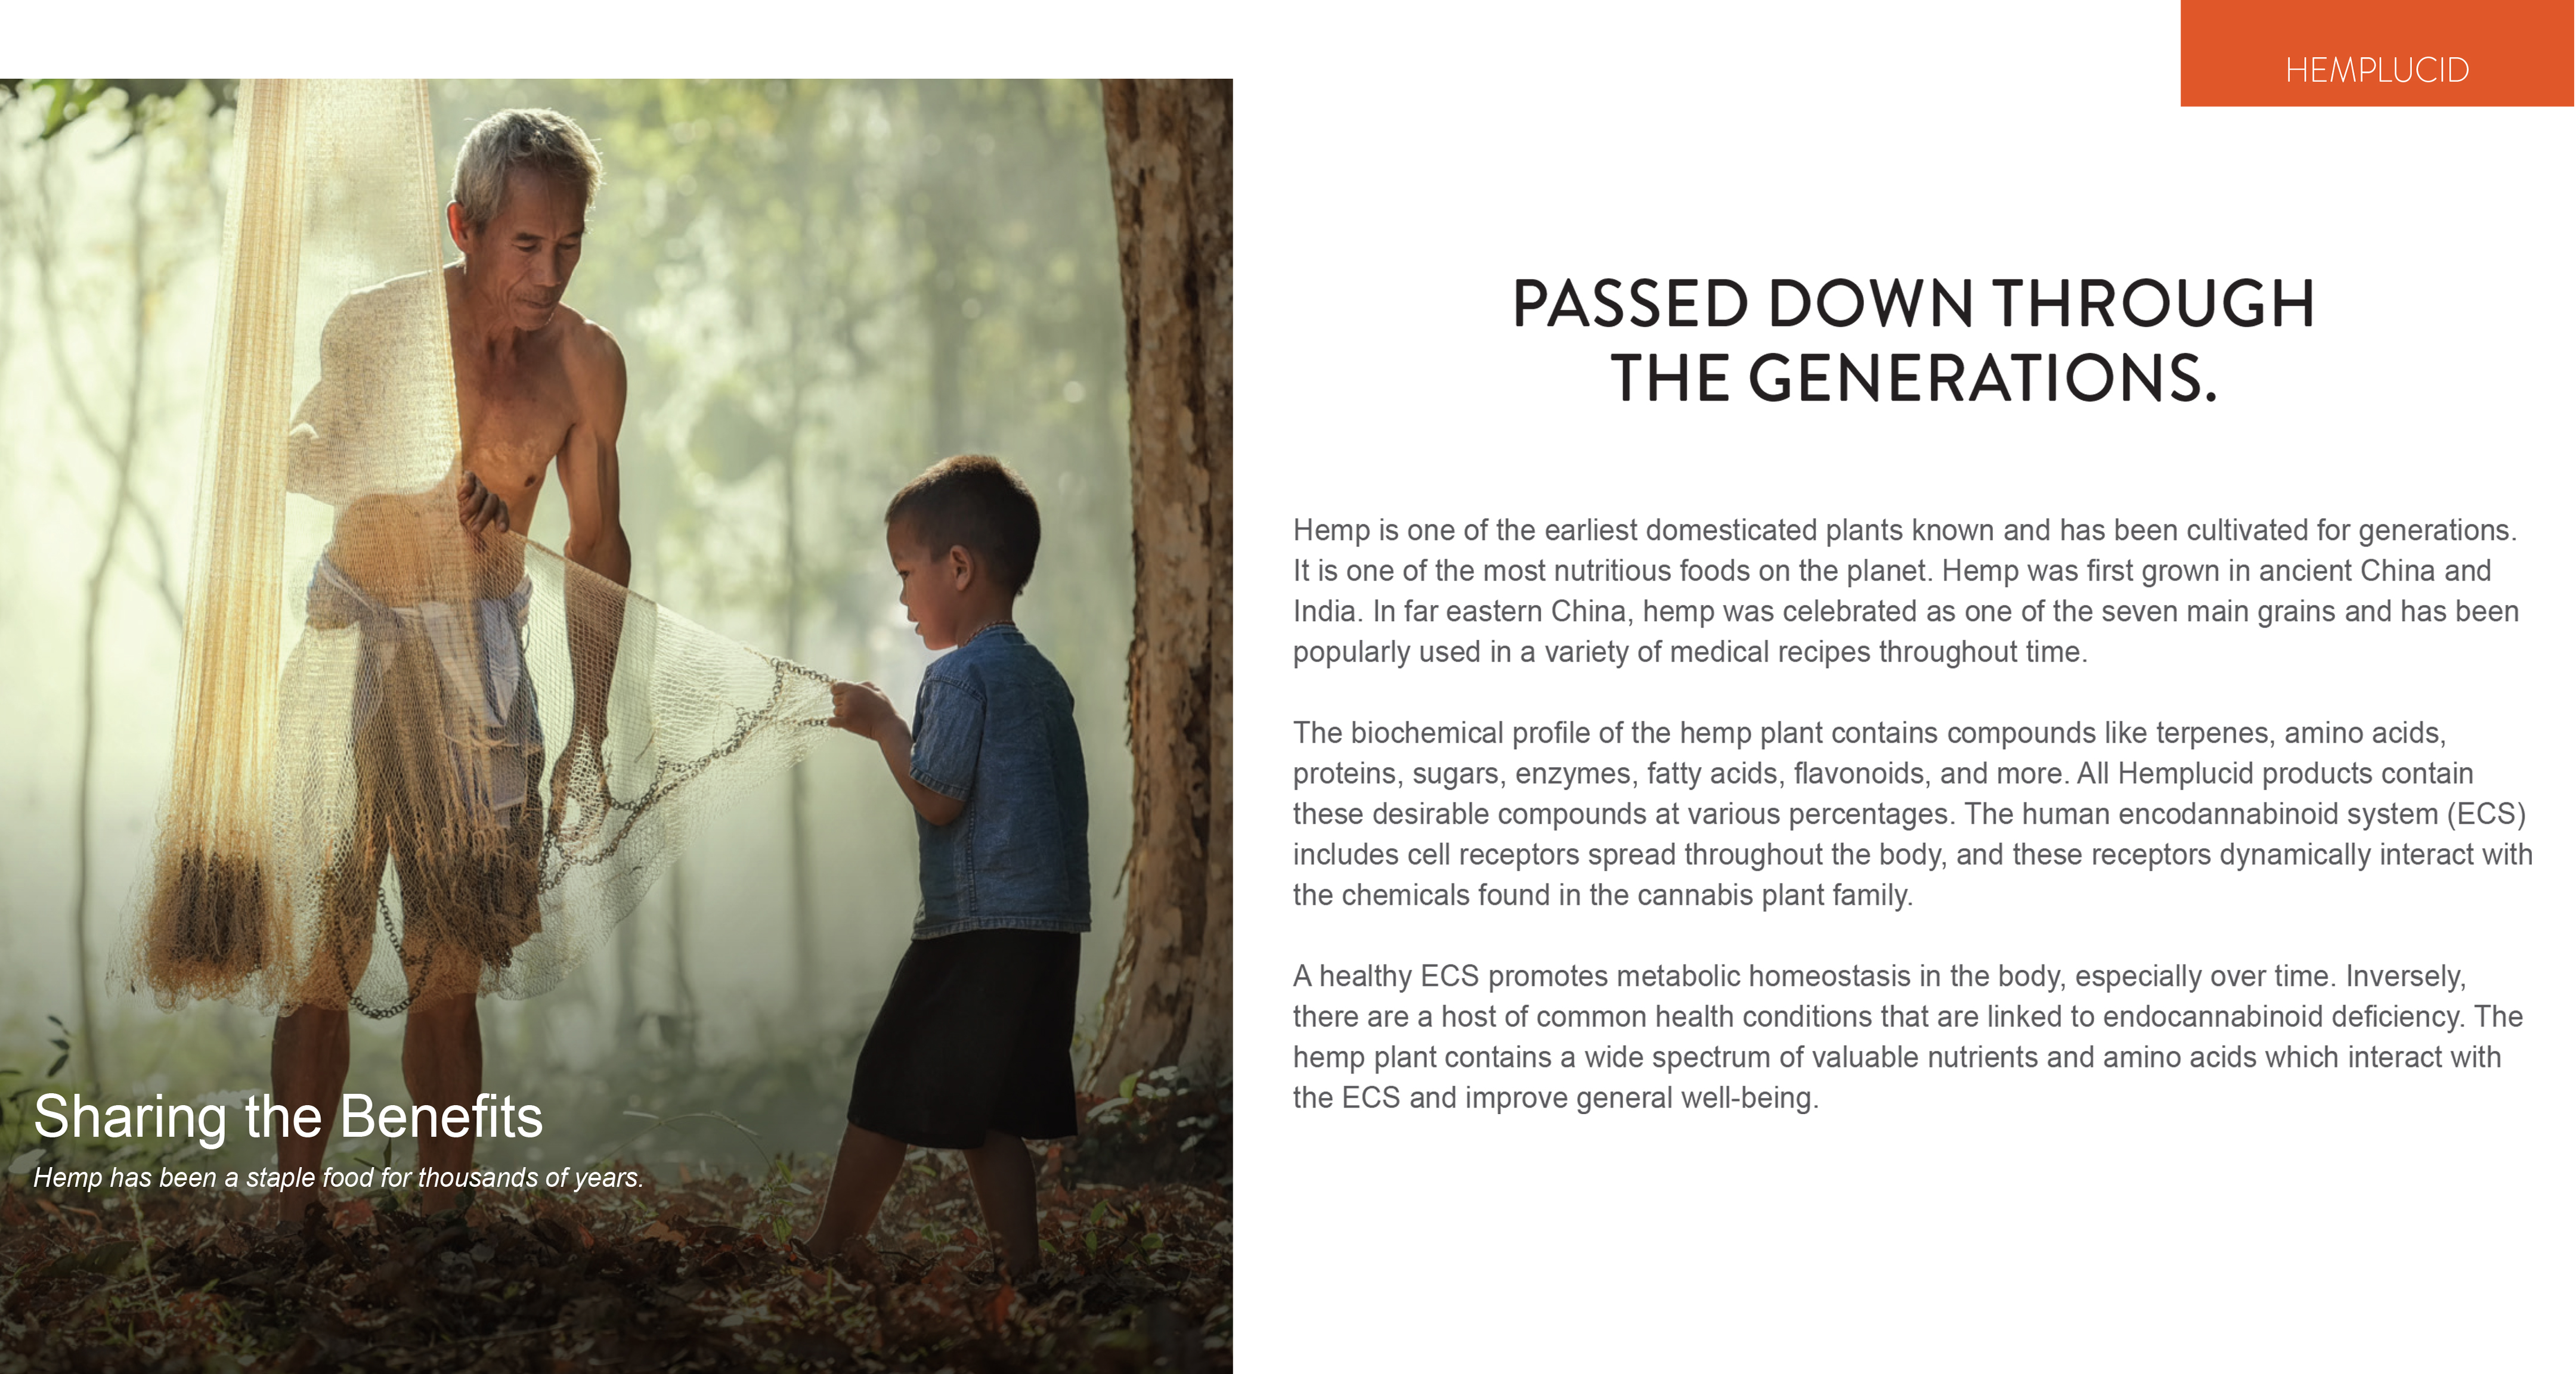 HEMPLUCID
PASSED DOWN THROUGH
THE GENERATIONS.
Hemp is one of the earliest domesticated plants known and has been cultivated for generations.
It is one of the most nutritious foods on the planet. Hemp was first grown in ancient China and
India. In far eastern China, hemp was celebrated as one of the seven main grains and has been
popularly used in a variety of medical recipes throughout time.
The biochemical profile of the hemp plant contains compounds like terpenes, amino acids,
proteins, sugars, enzymes, fatty acids, flavonoids, and more. All Hemplucid products contain
these desirable compounds at various percentages. The human encodannabinoid system (ECS)
includes cell receptors spread throughout the body, and these receptors dynamically interact with
the chemicals found in the cannabis plant family.
A healthy ECS promotes metabolic homeostasis in the body, especially over time. Inversely,
there are a host of common health conditions that are linked to endocannabinoid deficiency. The
hemp plant contains a wide spectrum of valuable nutrients and amino acids which interact with
the ECS and improve general well-being.
Sharing the Benefits
Hemp has been a staple food for thousands of years.